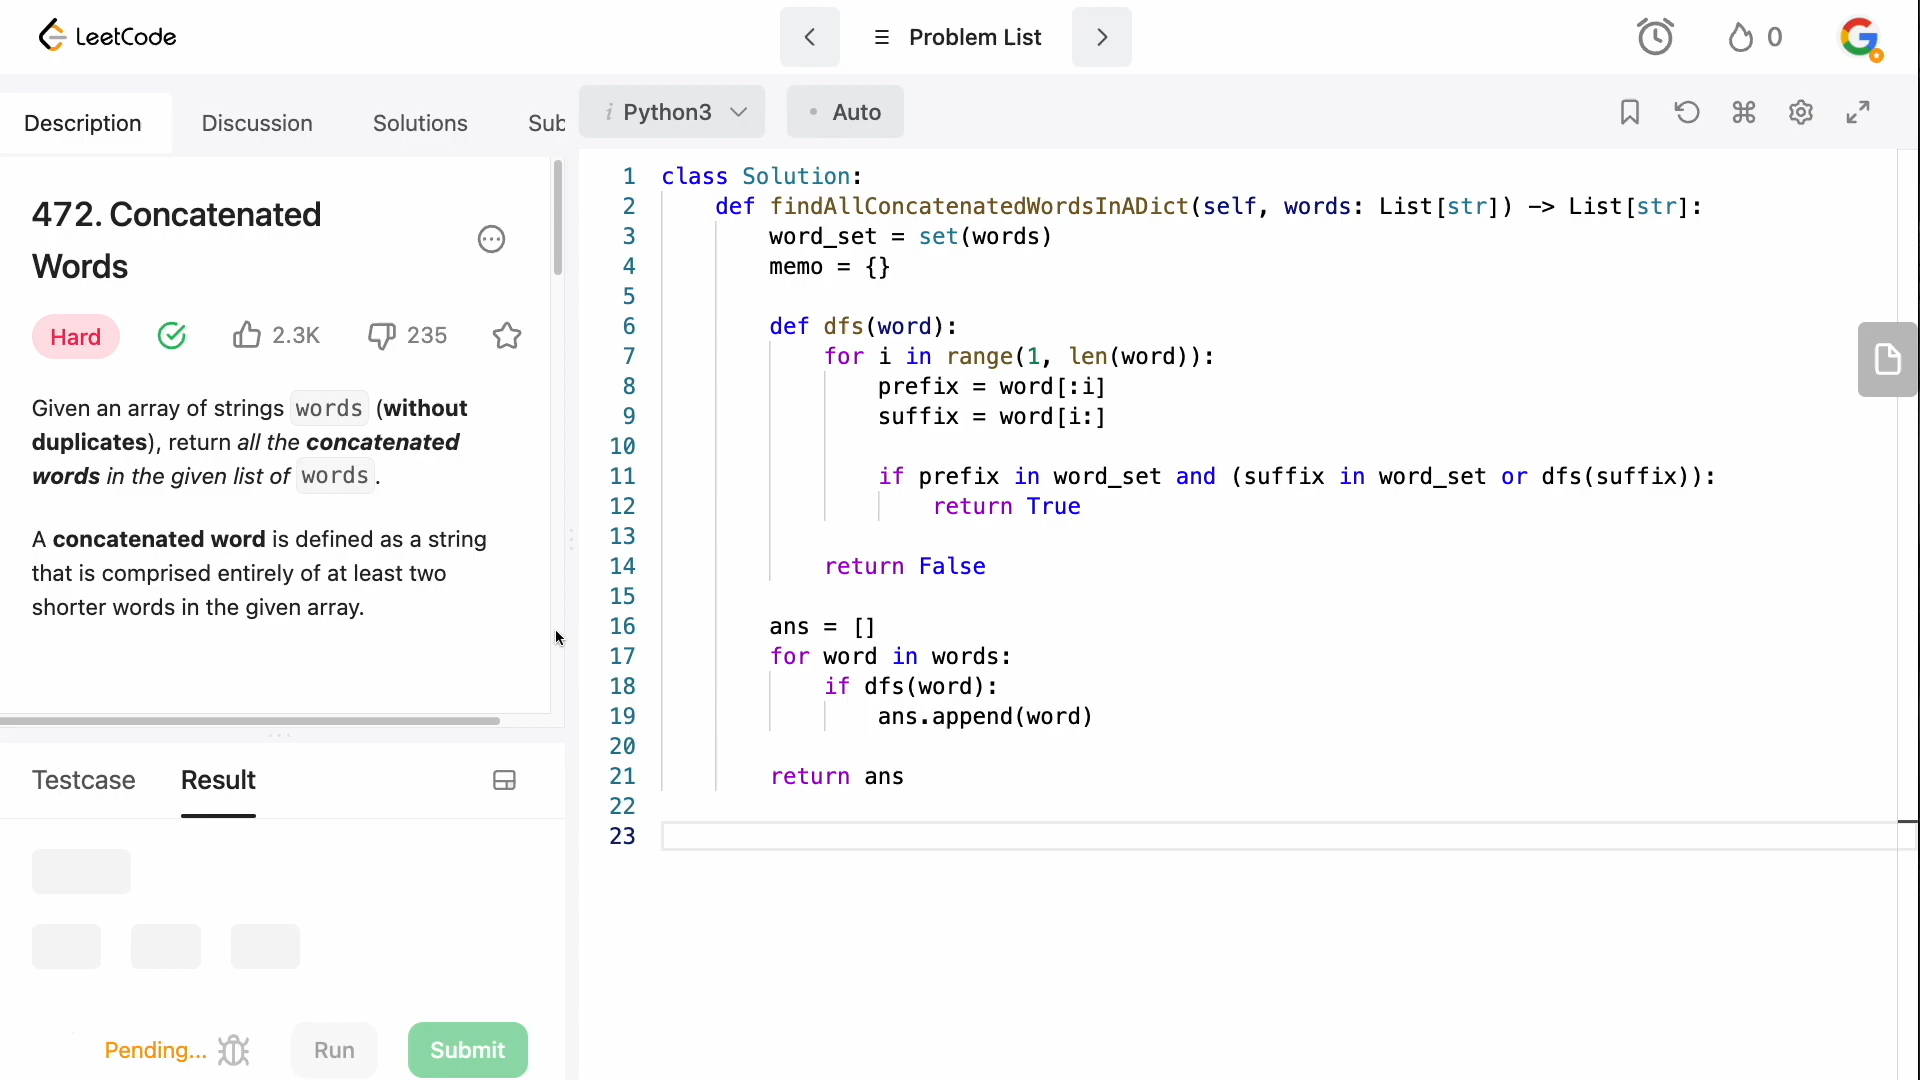 LeetCode
Problem List
0
Description
Discussion
Solutions
Sub
i Python3
Auto
472. Concatenated
Words
Hard
2.3K
235
Given an array of strings words (without
duplicates), return all the concatenated
words in the given list of words.
A concatenated word is defined as a string
that is comprised entirely of at least two
shorter words in the given array.
Testcase
Result
Pending...
Run
Submit
1 class Solution:
2 def findAllConcatenatedWordsInADict(self, words: List[str]) -> List[str]:
3 word_set = set(words)
4 memo = {}
5
6 def dfs(word):
7 for i in range(1, len(word)):
8 prefix = word[:i]
9 suffix = word[i:]
10
11 if prefix in word_set and (suffix in word_set or dfs(suffix)):
12 return True
13
14 return False
15
16 ans = []
17 for word in words:
18 if dfs(word):
19 ans.append(word)
20
21 return ans
22
23